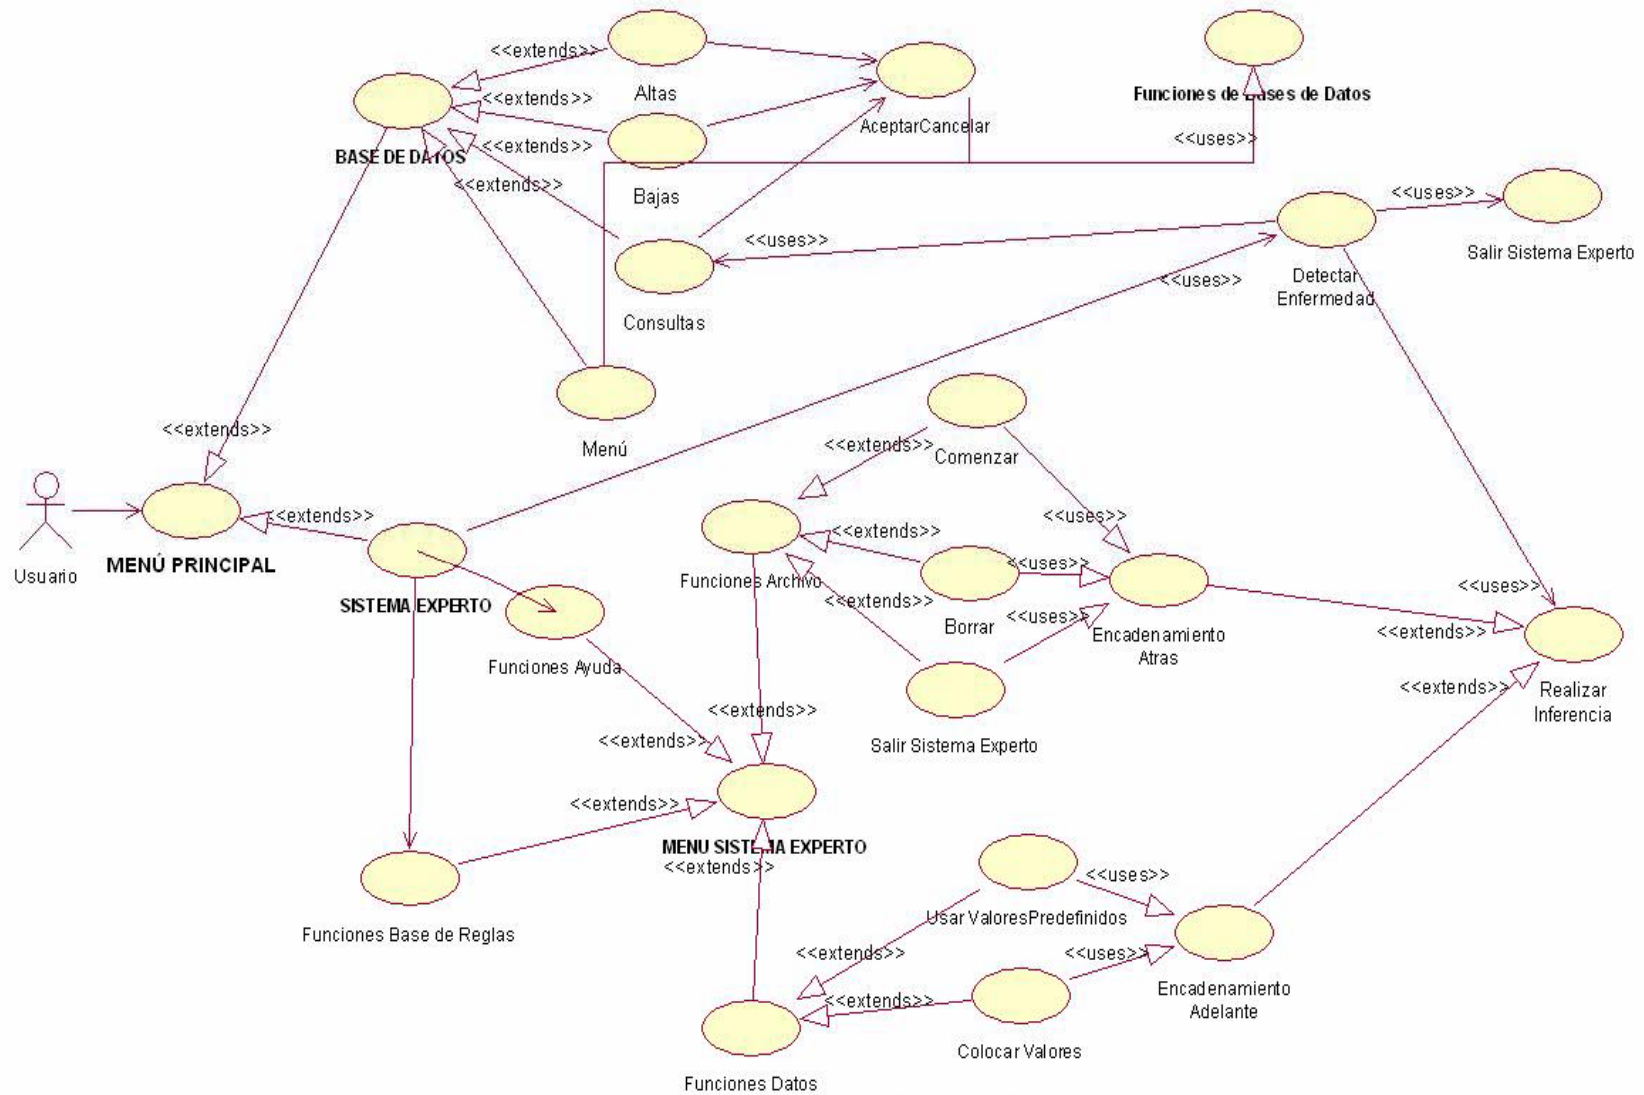 <<extends>>
Altas
<<extends>>
AceptarCancelar
Funciones de Bases de Datos
<<uses>>
BASE DE DATOS
<<extends>>
<<extends>>
Bajas
<<uses>>
Salir Sistema Experto
<<uses>>
<<uses>>
Detectar
Enfermedad
Consultas
<<extends>>
Menú
<<extends>>
Comenzar
Usuario
MENÚ PRINCIPAL
<<extends>>
SISTEMA EXPERTO
<<uses>>
Funciones Archivo
<<extends>>
<<uses>>
<<extends>>
Borrar
<<uses>>
Encadenamiento
Atras
<<uses>>
<<extends>>
Funciones Ayuda
Realizar
Inferencia
<<extends>>
<<extends>>
Salir Sistema Experto
<<extends>>
<<extends>>
MENU SISTEMA EXPERTO
<<extends>>
Funciones Base de Reglas
<<uses>>
Usar ValoresPredefinidos
<<extends>>
<<uses>>
Encadenamiento
Adelante
<<extends>>
Colocar Valores
Funciones Datos